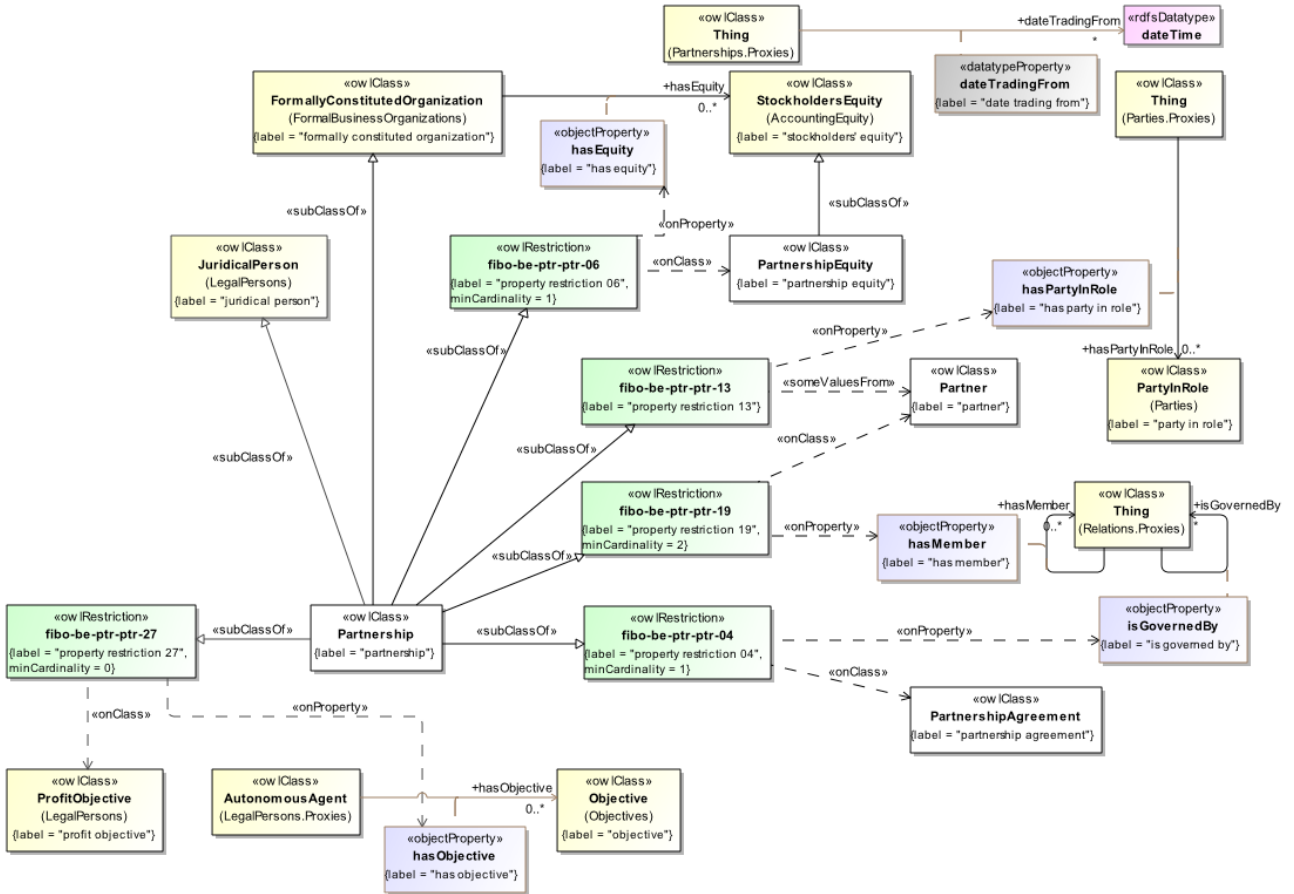 «owlClass»
Thing
(Partnerships.Proxies)
+dateTradingFrom
*
«rdfsDatatype»
dateTime
«datatypeProperty»
dateTradingFrom
{label = "date trading from"}
«owlClass»
FormallyConstitutedOrganization
(FormalBusinessOrganizations)
{label = "formally constituted organization"}
+hasEquity
0..*
«owlClass»
StockholdersEquity
(AccountingEquity)
{label = "stockholders' equity"}
«owlClass»
Thing
(Parties.Proxies)
«objectProperty»
hasEquity
{label = "has equity"}
«subClassOf»
«subClassOf»
«onProperty»
«owlClass»
JuridicalPerson
(LegalPersons)
{label = "juridical person"}
«owlRestriction»
fibo-be-ptr-ptr-06
{label = "property restriction 06",
minCardinality = 1}
«onClass»
«owlClass»
PartnershipEquity
{label = "partnership equity"}
«objectProperty»
hasPartyInRole
{label = "has party in role"}
«onProperty»
«subClassOf»
+hasPartyInRole
0..*
«owlRestriction»
fibo-be-ptr-ptr-13
{label = "property restriction 13"}
«someValuesFrom»
«owlClass»
Partner
{label = "partner"}
«owlClass»
PartyInRole
(Parties)
{label = "party in role"}
«onClass»
«subClassOf»
«subClassOf»
«owlRestriction»
fibo-be-ptr-ptr-19
{label = "property restriction 19",
minCardinality = 2}
«onProperty»
«objectProperty»
hasMember
{label = "has member"}
+hasMember
0..*
«owlClass»
Thing
(Relations.Proxies)
+isGovernedBy
*
«subClassOf»
«owlRestriction»
fibo-be-ptr-ptr-27
{label = "property restriction 27",
minCardinality = 0}
«subClassOf»
«owlClass»
Partnership
{label = "partnership"}
«subClassOf»
«owlRestriction»
fibo-be-ptr-ptr-04
{label = "property restriction 04",
minCardinality = 1}
«onProperty»
«objectProperty»
isGovernedBy
{label = "is governed by"}
«onClass»
«owlClass»
PartnershipAgreement
{label = "partnership agreement"}
«onClass»
«onProperty»
«owlClass»
ProfitObjective
(LegalPersons)
{label = "profit objective"}
«owlClass»
AutonomousAgent
(LegalPersons.Proxies)
+hasObjective
0..*
«owlClass»
Objective
(Objectives)
{label = "objective"}
«objectProperty»
hasObjective
{label = "has objective"}